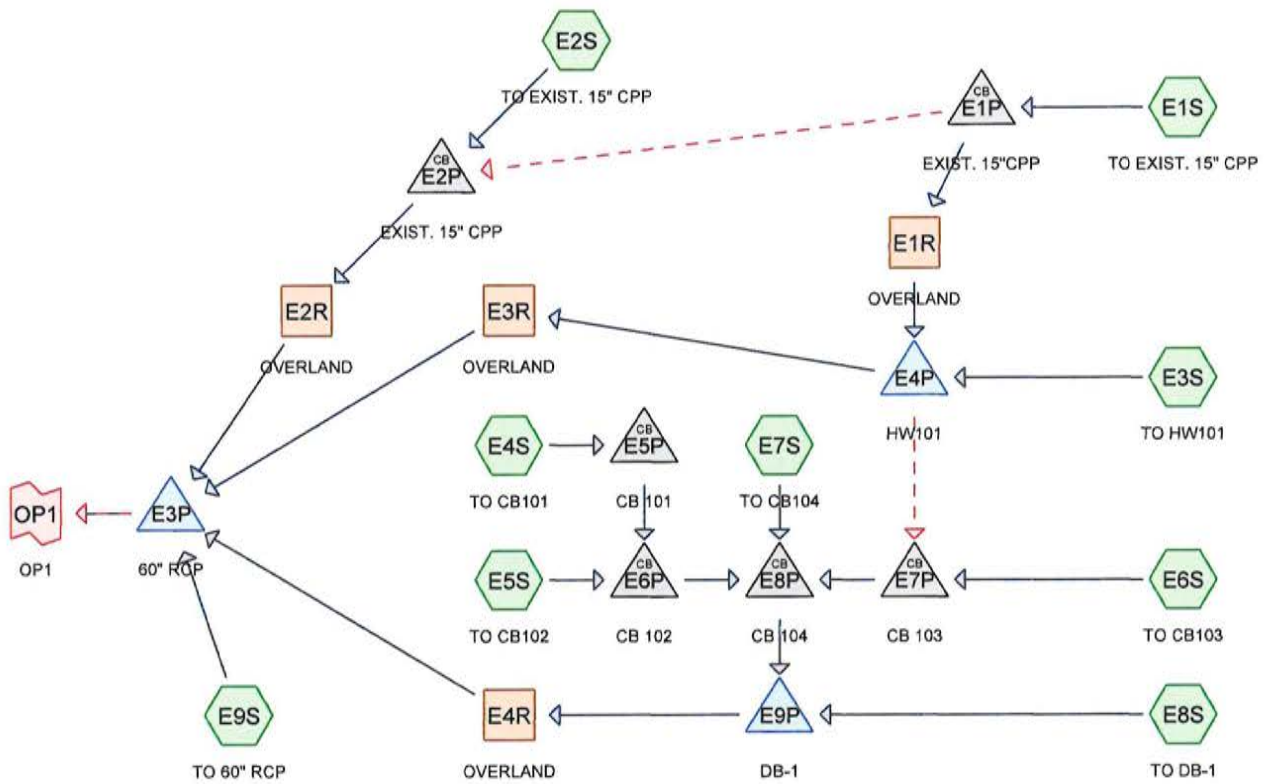 E2S
TO EXIST. 15" CPP
CB
E1P
EXIST. 15"CPP
E1S
TO EXIST. 15" CPP
CB
E2P
EXIST. 15" CPP
E1R
OVERLAND
E2R
OVERLAND
E3R
OVERLAND
E4P
HW101
E3S
TO HW101
E4S
TO CB101
CB
E5P
CB 101
E7S
TO CB104
OP1
OP1
E3P
60" RCP
E5S
TO CB102
CB
E6P
CB 102
CB
E8P
CB 104
CB
E7P
CB 103
E6S
TO CB103
E9S
TO 60" RCP
E4R
OVERLAND
E9P
DB-1
E8S
TO DB-1